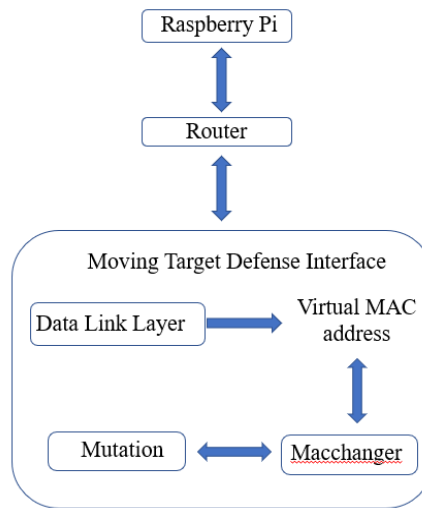 Raspberry Pi
Router
Moving Target Defense Interface
Data Link Layer
Virtual MAC
address
Mutation
Macchanger